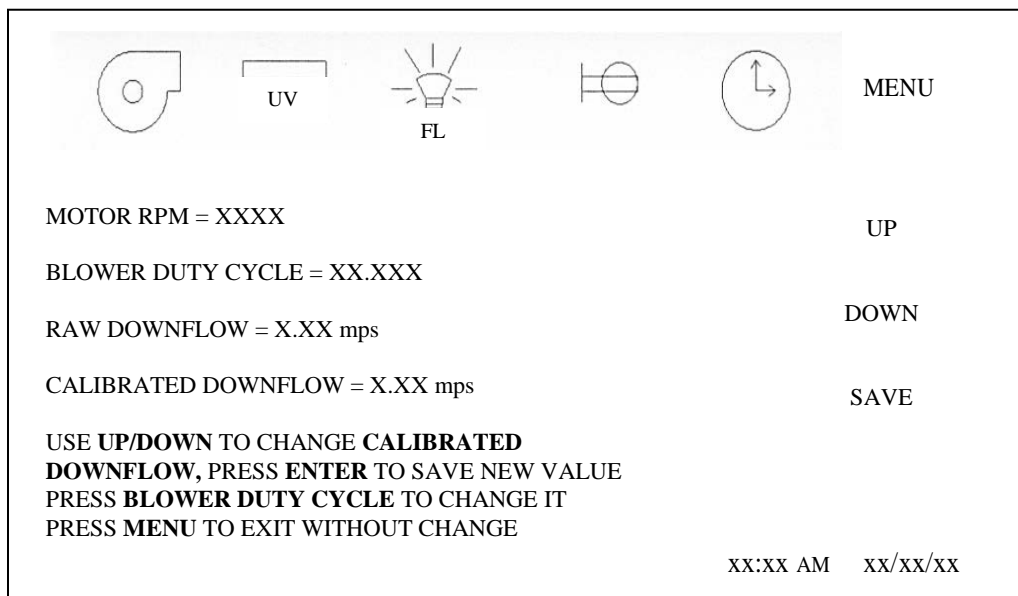 UV
FL
MENU
MOTOR RPM = XXXX
UP
BLOWER DUTY CYCLE = XX.XXX
DOWN
RAW DOWNFLOW = X.XX mps
CALIBRATED DOWNFLOW = X.XX mps
SAVE
USE UP/DOWN TO CHANGE CALIBRATED
DOWNFLOW, PRESS ENTER TO SAVE NEW VALUE
PRESS BLOWER DUTY CYCLE TO CHANGE IT
PRESS MENU TO EXIT WITHOUT CHANGE
xx:xx AM xx/xx/xx